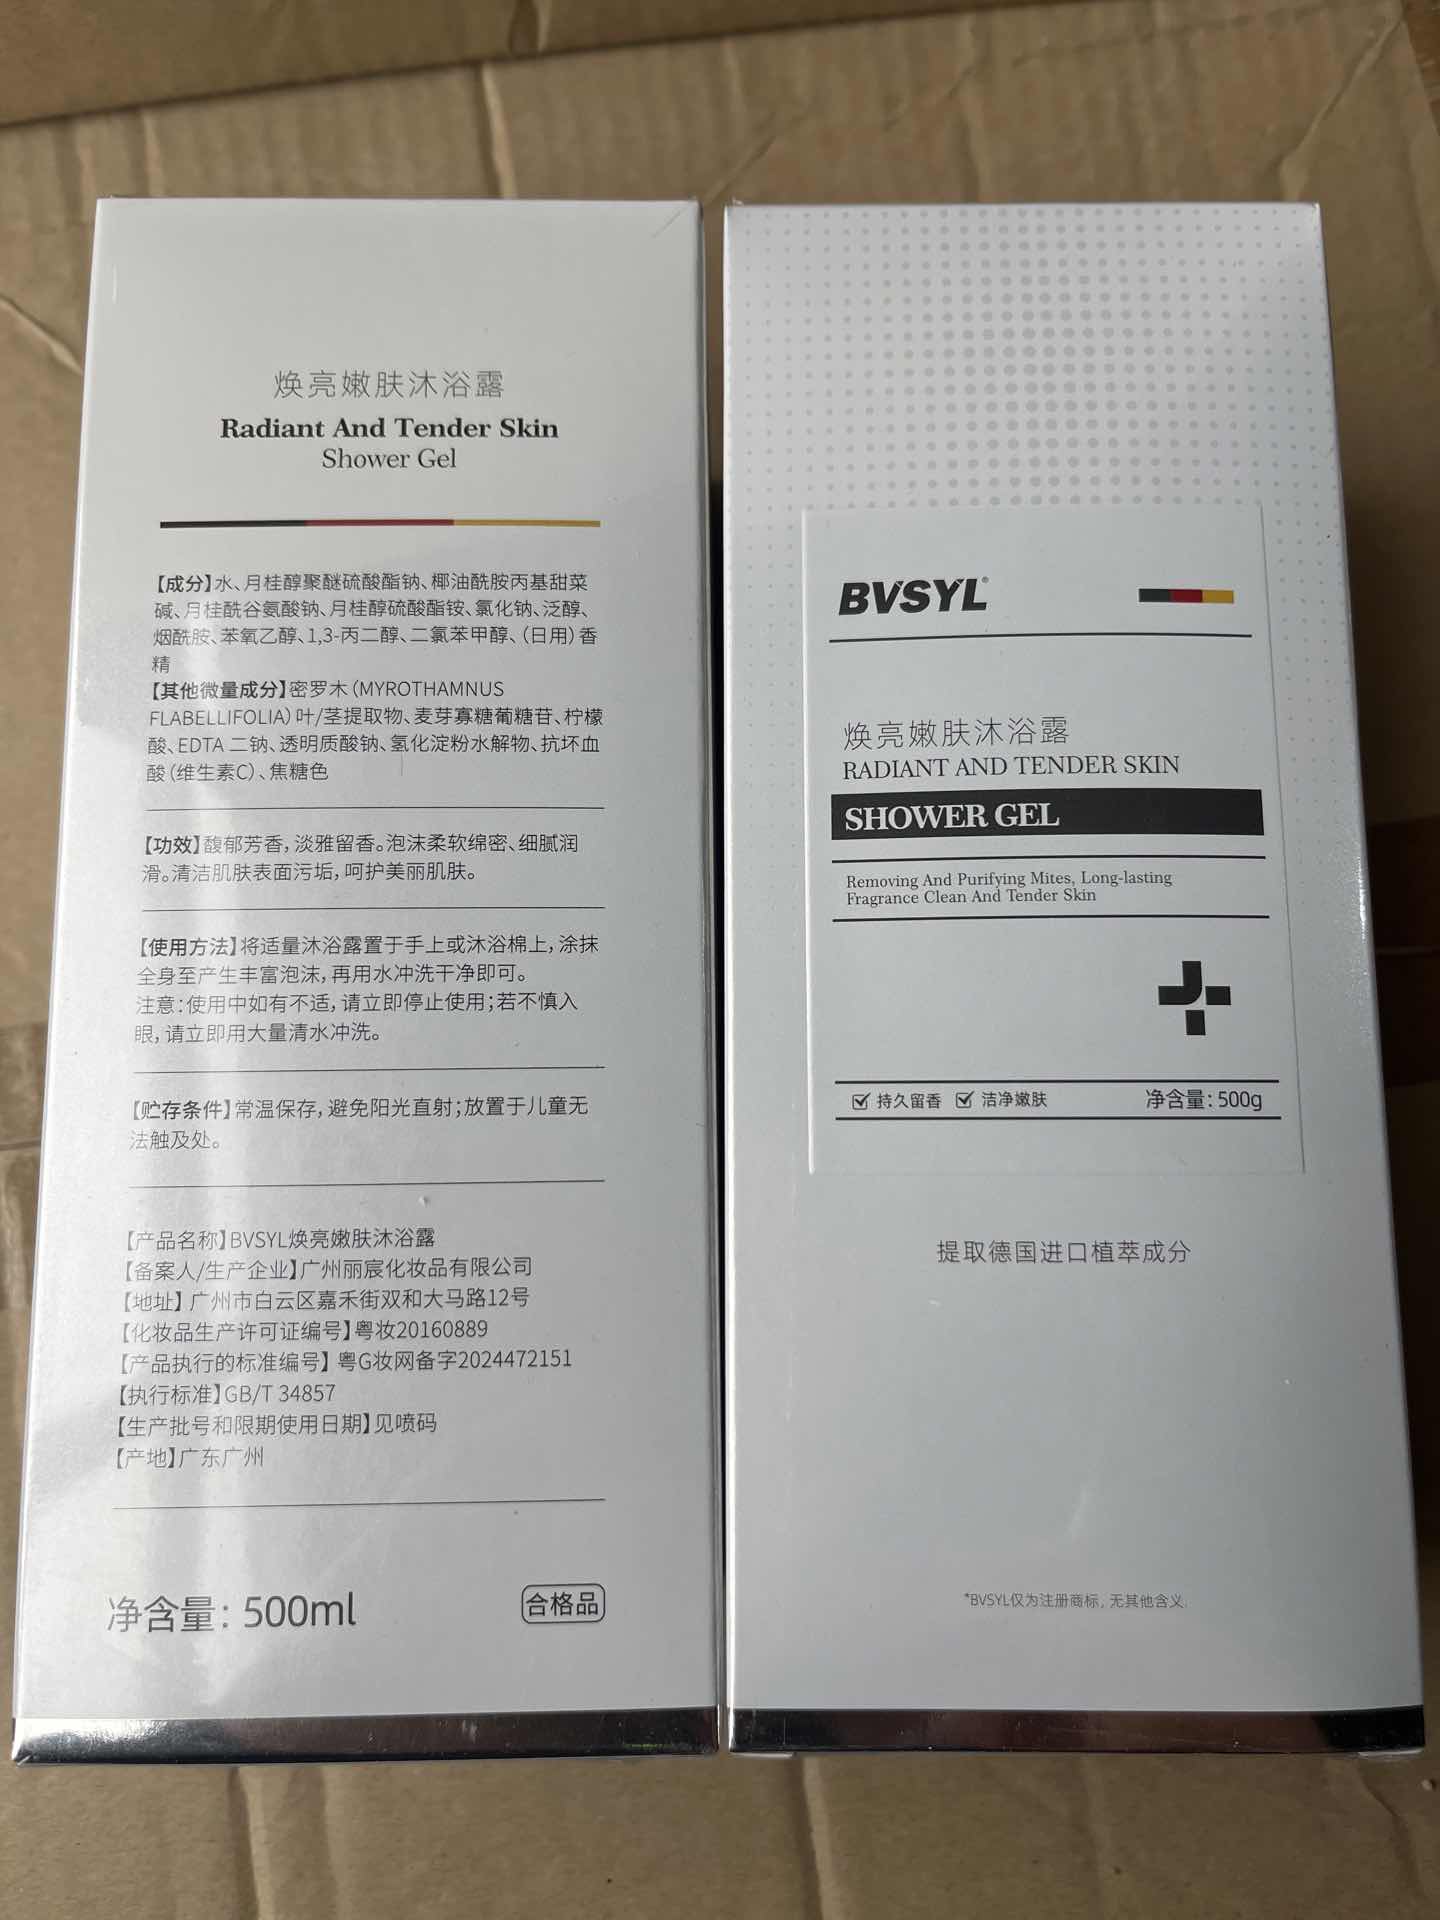 焕亮嫩肤沐浴露
Radiant And Tender Skin
Shower Gel
【成分】水、月桂醇聚醚硫酸酯钠、椰油酰胺丙基甜菜
碱、月桂酰谷氨酸钠、月桂醇硫酸酯铵、氯化钠、泛醇、
烟酰胺、苯氧乙醇、1,3-丙二醇、二氯苯甲醇、（日用）香
精
【其他微量成分】密罗木（MYROTHAMNUS
FLABELLIFOLIA）叶/茎提取物、麦芽寡糖葡糖苷、柠檬
酸、EDTA 二钠、透明质酸钠、氢化淀粉水解物、抗坏血
酸（维生素C）、焦糖色
【功效】馥郁芳香，淡雅留香。泡沫柔软绵密、细腻润
滑。清洁肌肤表面污垢，呵护美丽肌肤。
【使用方法】将适量沐浴露置于手上或沐浴棉上，涂抹
全身至产生丰富泡沫，再用水冲洗干净即可。
注意：使用中如有不适，请立即停止使用；若不慎入
眼，请立即用大量清水冲洗。
【贮存条件】常温保存，避免阳光直射；放置于儿童无
法触及处。
【产品名称】BVSYL焕亮嫩肤沐浴露
【备案人/生产企业】广州丽宸化妆品有限公司
【地址】广州市白云区嘉禾街双和大马路12号
【化妆品生产许可证编号】粤妆20160889
【产品执行的标准编号】粤G妆网备字2024472151
【执行标准】GB/T 34857
【生产批号和限期使用日期】见喷码
【产地】广东广州
净含量：500ml
合格品
BVSYL®
焕亮嫩肤沐浴露
RADIANT AND TENDER SKIN
SHOWER GEL
Removing And Purifying Mites, Long-lasting
Fragrance Clean And Tender Skin
持久留香 洁净嫩肤 净含量：500g
提取德国进口植萃成分
*BVSYL仅为注册商标，无其他含义.